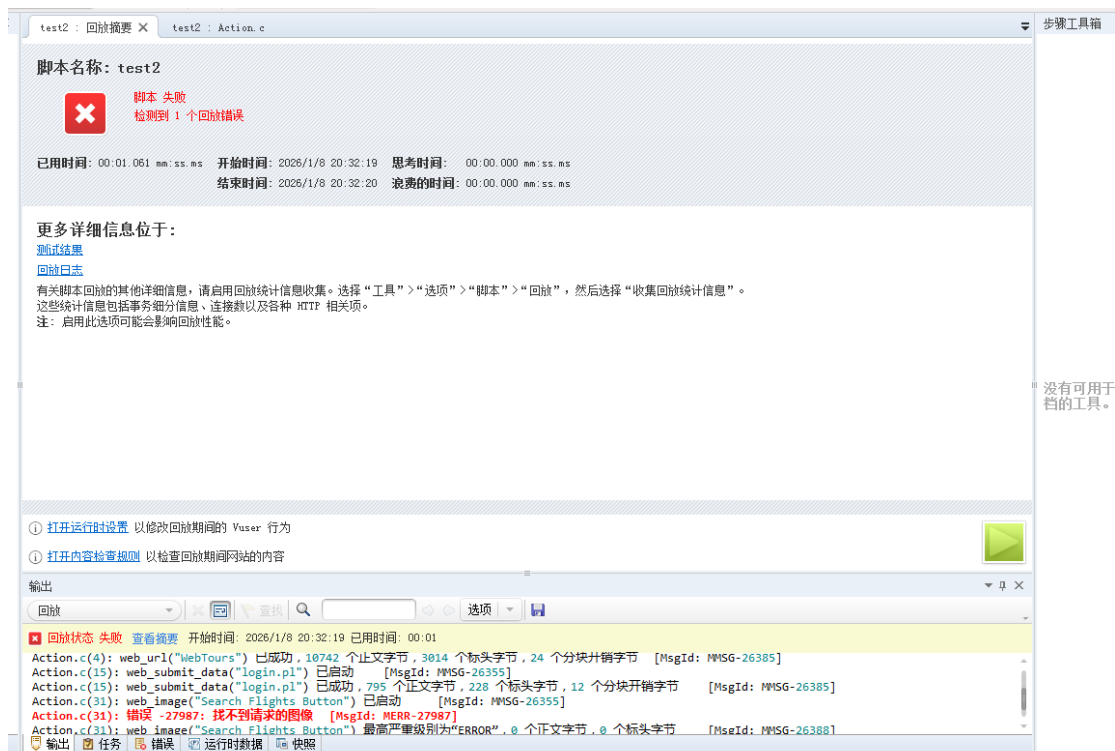 test2 : 回放摘要 test2 : Action.c 步骤工具箱
脚本名称: test2
脚本 失败
检测到 1 个回放错误
已用时间: 00:01.061 mm:ss.ms 开始时间: 2026/1/8 20:32:19 思考时间: 00:00.000 mm:ss.ms
结束时间: 2026/1/8 20:32:20 浪费的时间: 00:00.000 mm:ss.ms
更多详细信息位于:
测试结果
回放日志
有关脚本回放的其他详细信息，请启用回放统计信息收集。选择“工具”>“选项”>“脚本”>“回放”，然后选择“收集回放统计信息”。
这些统计信息包括事务细分信息、连接数以及各种 HTTP 相关项。
注: 启用此选项可能会影响回放性能。
没有可用于
档的工具。
打开运行时设置 以修改回放期间的 Vuser 行为
打开内容检查规则 以检查回放期间网站的内容
输出
回放 查找 选项
回放状态 失败 查看摘要 开始时间: 2026/1/8 20:32:19 已用时间: 00:01
Action.c(4): web_url("WebTours") 已成功，10742 个正文字节，3014 个标头字节，24 个分块开销字节 [MsgId: MMSG-26385]
Action.c(15): web_submit_data("login.pl") 已启动 [MsgId: MMSG-26355]
Action.c(15): web_submit_data("login.pl") 已成功，795 个正文字节，228 个标头字节，12 个分块开销字节 [MsgId: MMSG-26385]
Action.c(31): web_image("Search Flights Button") 已启动 [MsgId: MMSG-26355]
Action.c(31): 错误 -27987: 找不到请求的图像 [MsgId: MERR-27987]
Action.c(31): web_image("Search Flights Button") 最高严重级别为“ERROR”，0 个正文字节，0 个标头字节 [MsgId: MMSG-26388]
输出 任务 错误 运行时数据 快照